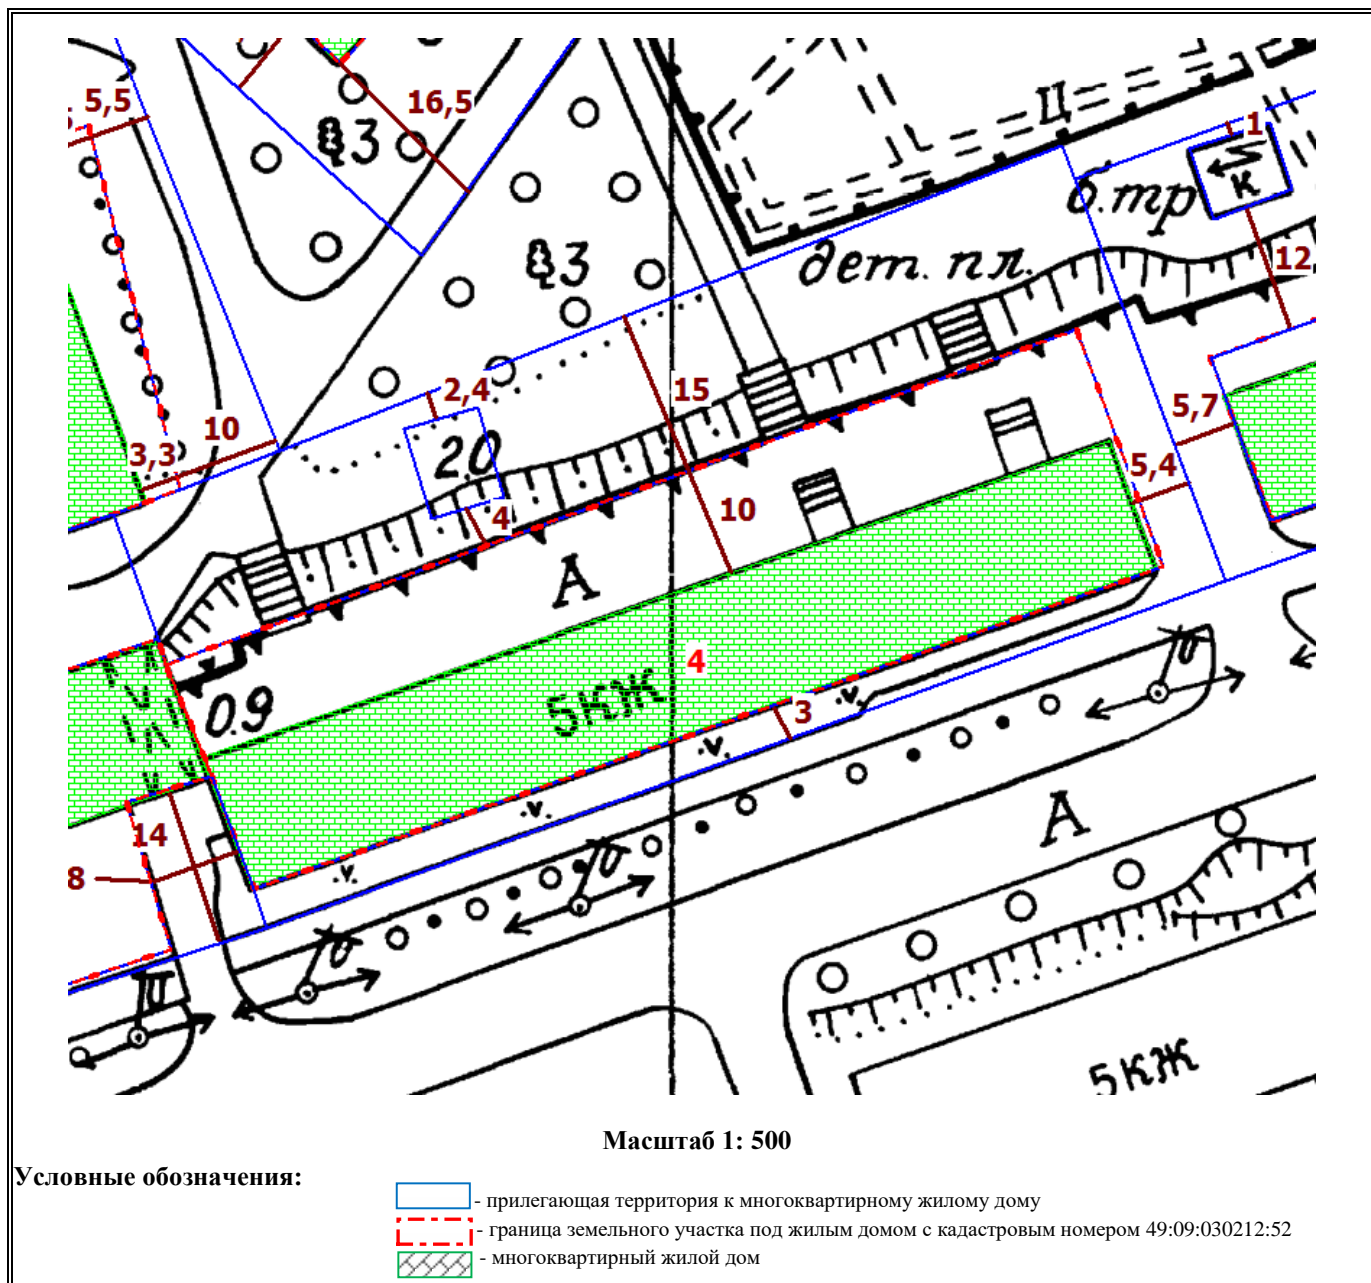 5,5
16,5
3
Ц
1
к
б.тр
дет. пл.
12
3
15
2,4
10
3,3
2.0
5,7
5,4
4
10
А
4
0.9
5КЖ
3
14
8
А
5КЖ
Масштаб 1: 500
Условные обозначения:
- прилегающая территория к многоквартирному жилому дому
- граница земельного участка под жилым домом с кадастровым номером 49:09:030212:52
- многоквартирный жилой дом